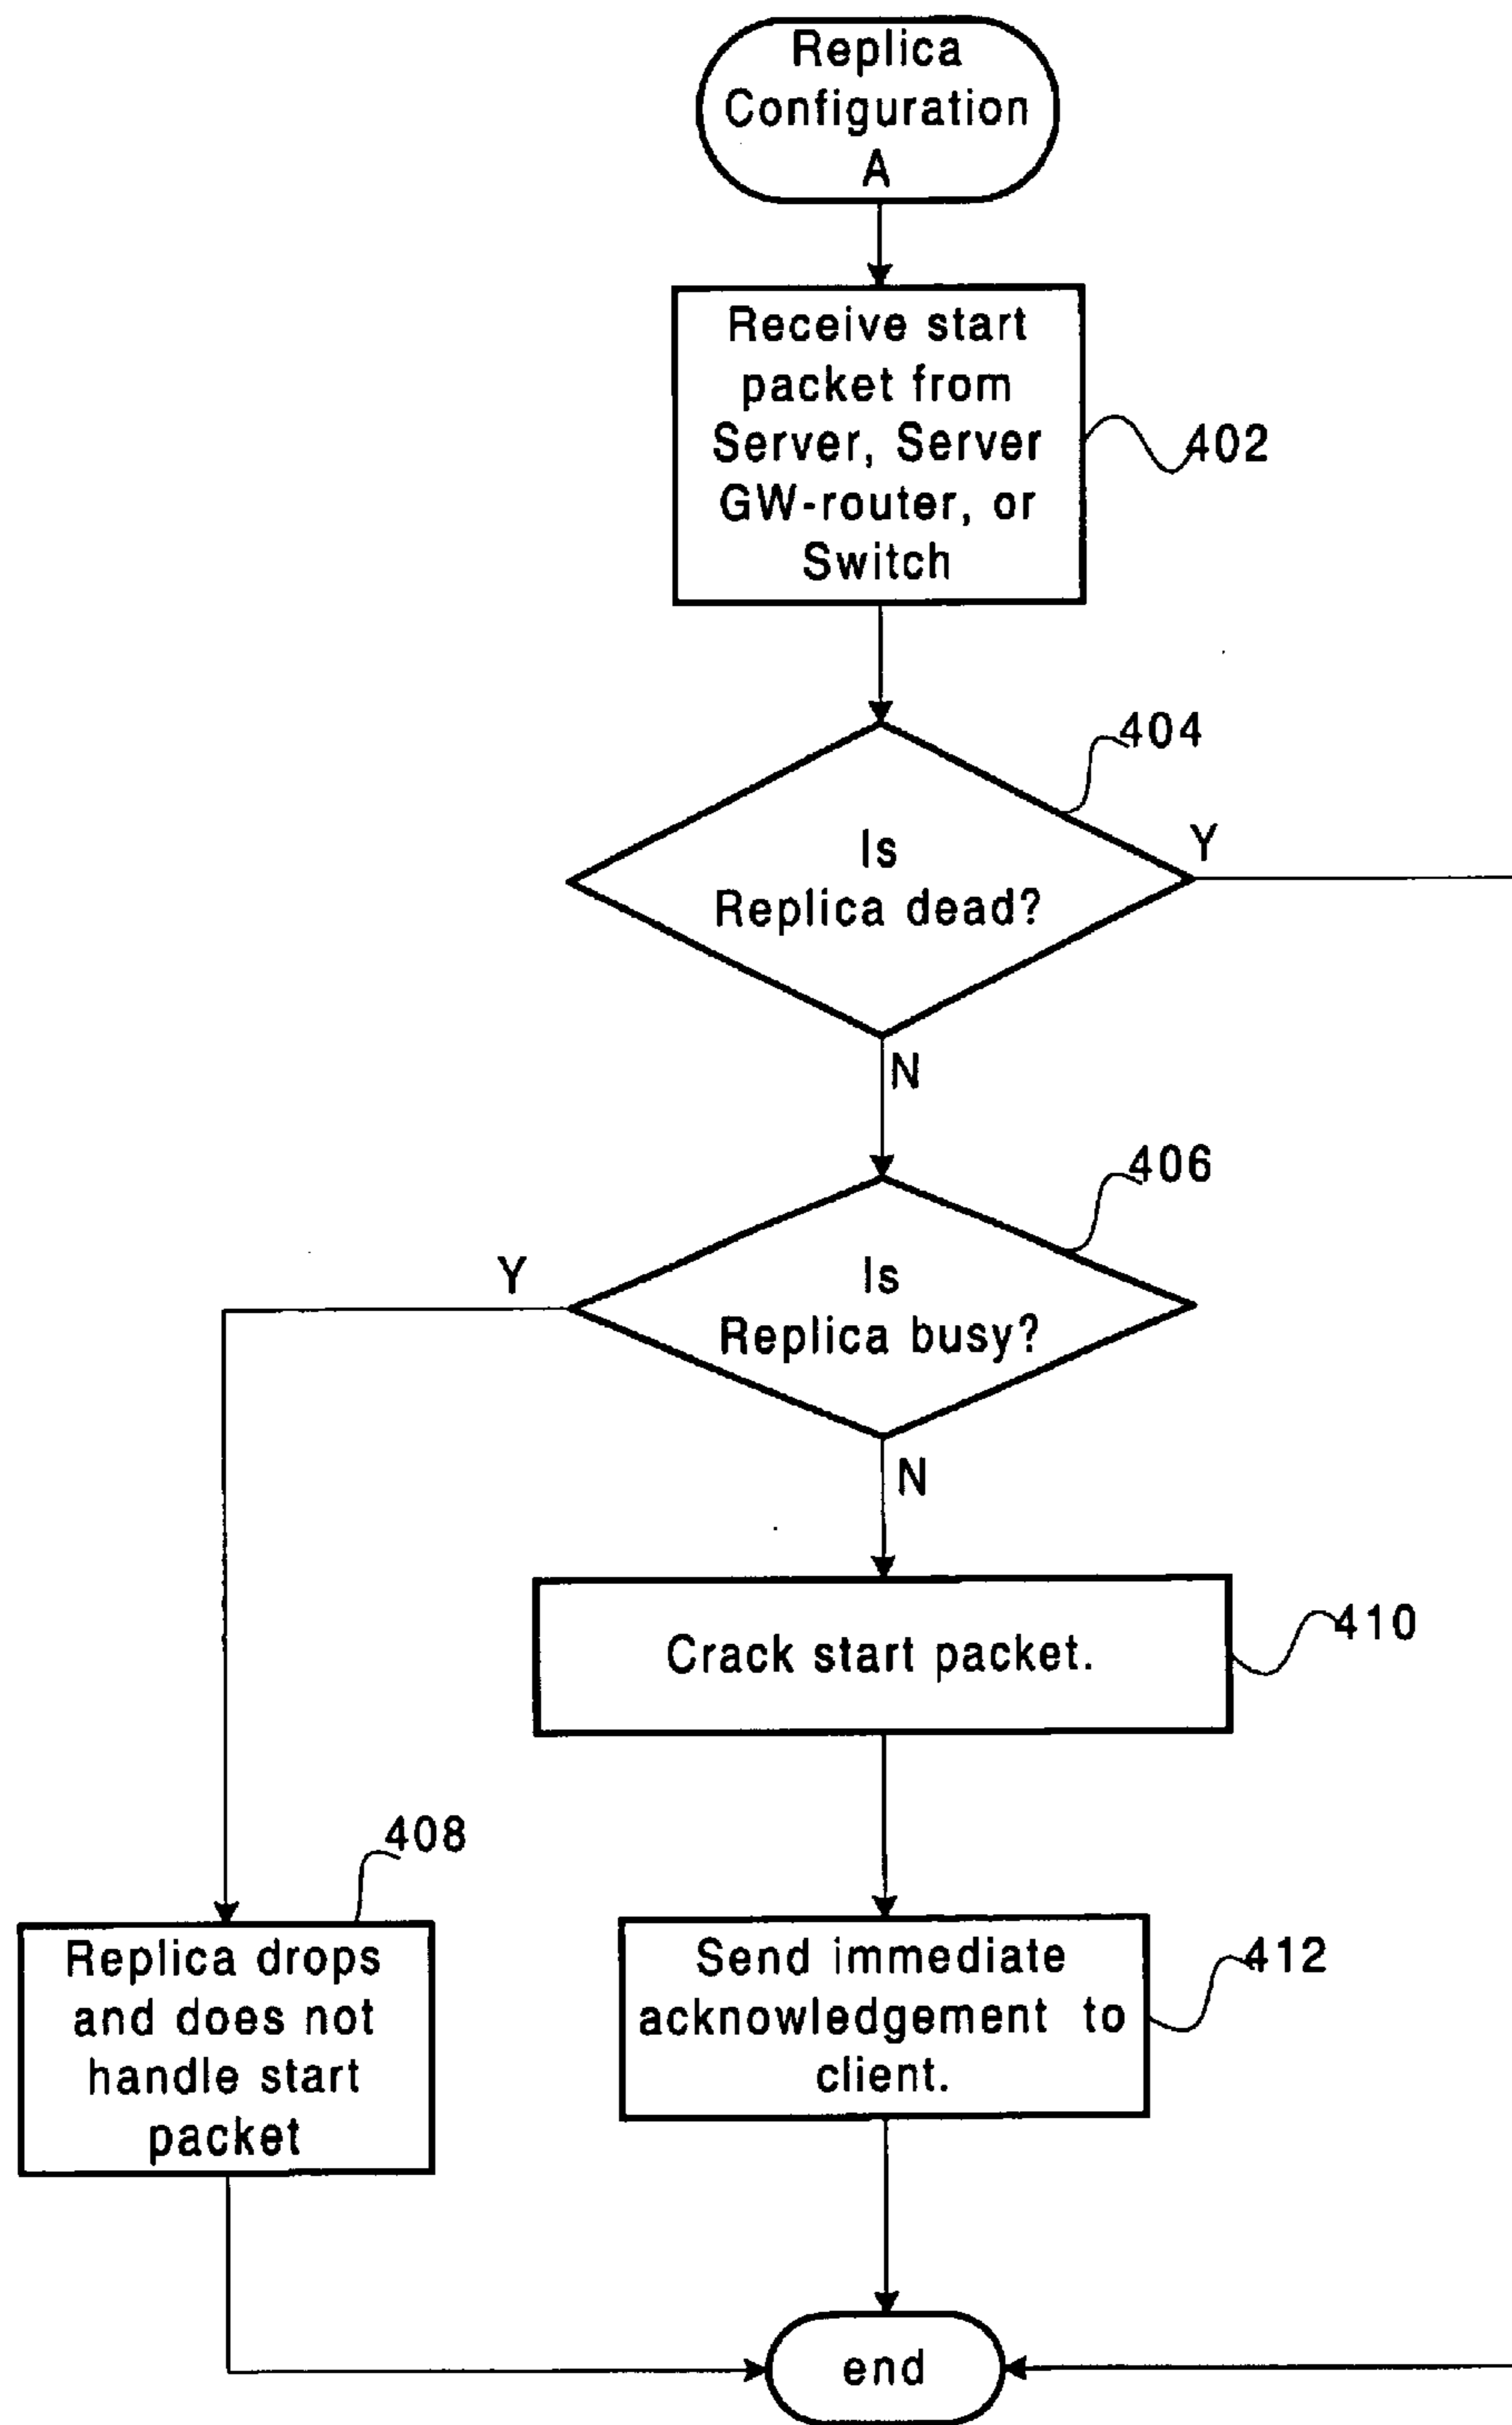 Replica
Configuration
A
Receive start
packet from
Server, Server
GW-router, or
Switch
402
404
Is
Replica dead?
Y
N
406
Is
Replica busy?
Y
N
Crack start packet.
410
408
Replica drops
and does not
handle start
packet
Send immediate
acknowledgement to
client.
412
end